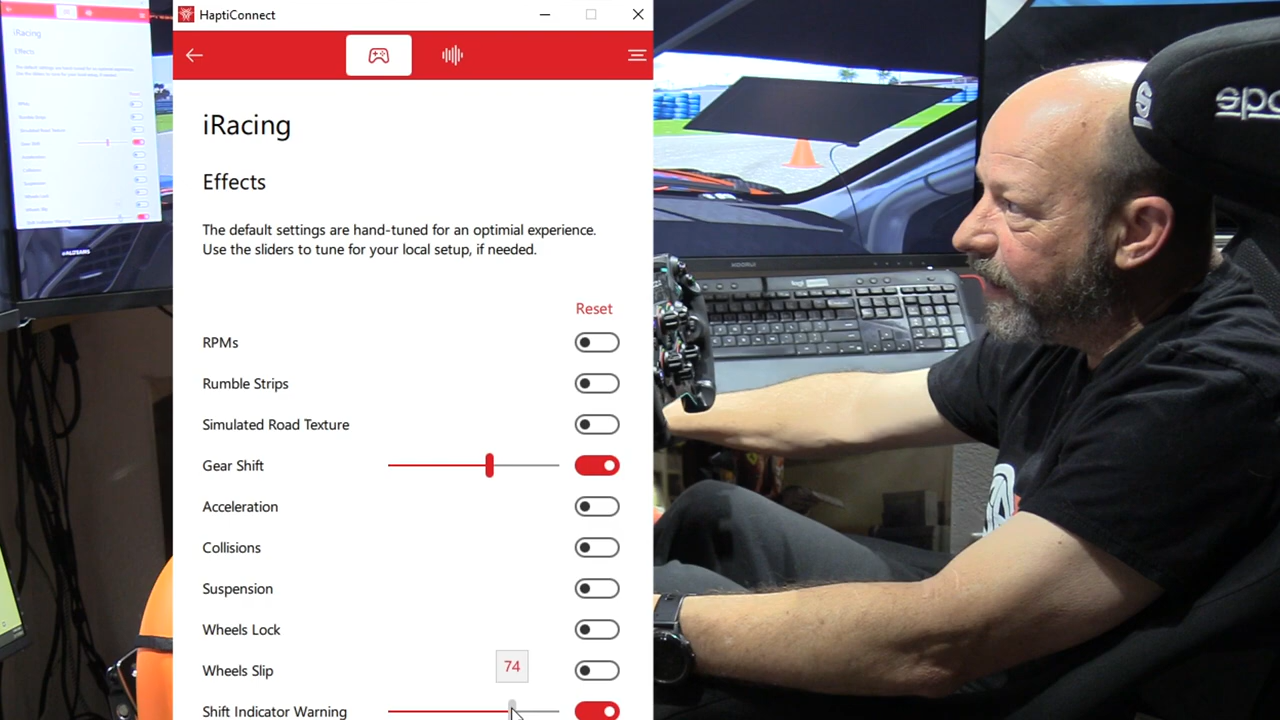 HaptiConnect
iRacing
Effects
The default settings are hand-tuned for an optimial experience.
Use the sliders to tune for your local setup, if needed.
Reset
RPMs
Rumble Strips
Simulated Road Texture
Gear Shift
Acceleration
Collisions
Suspension
Wheels Lock
Wheels Slip
74
Shift Indicator Warning
iRacing
Effects